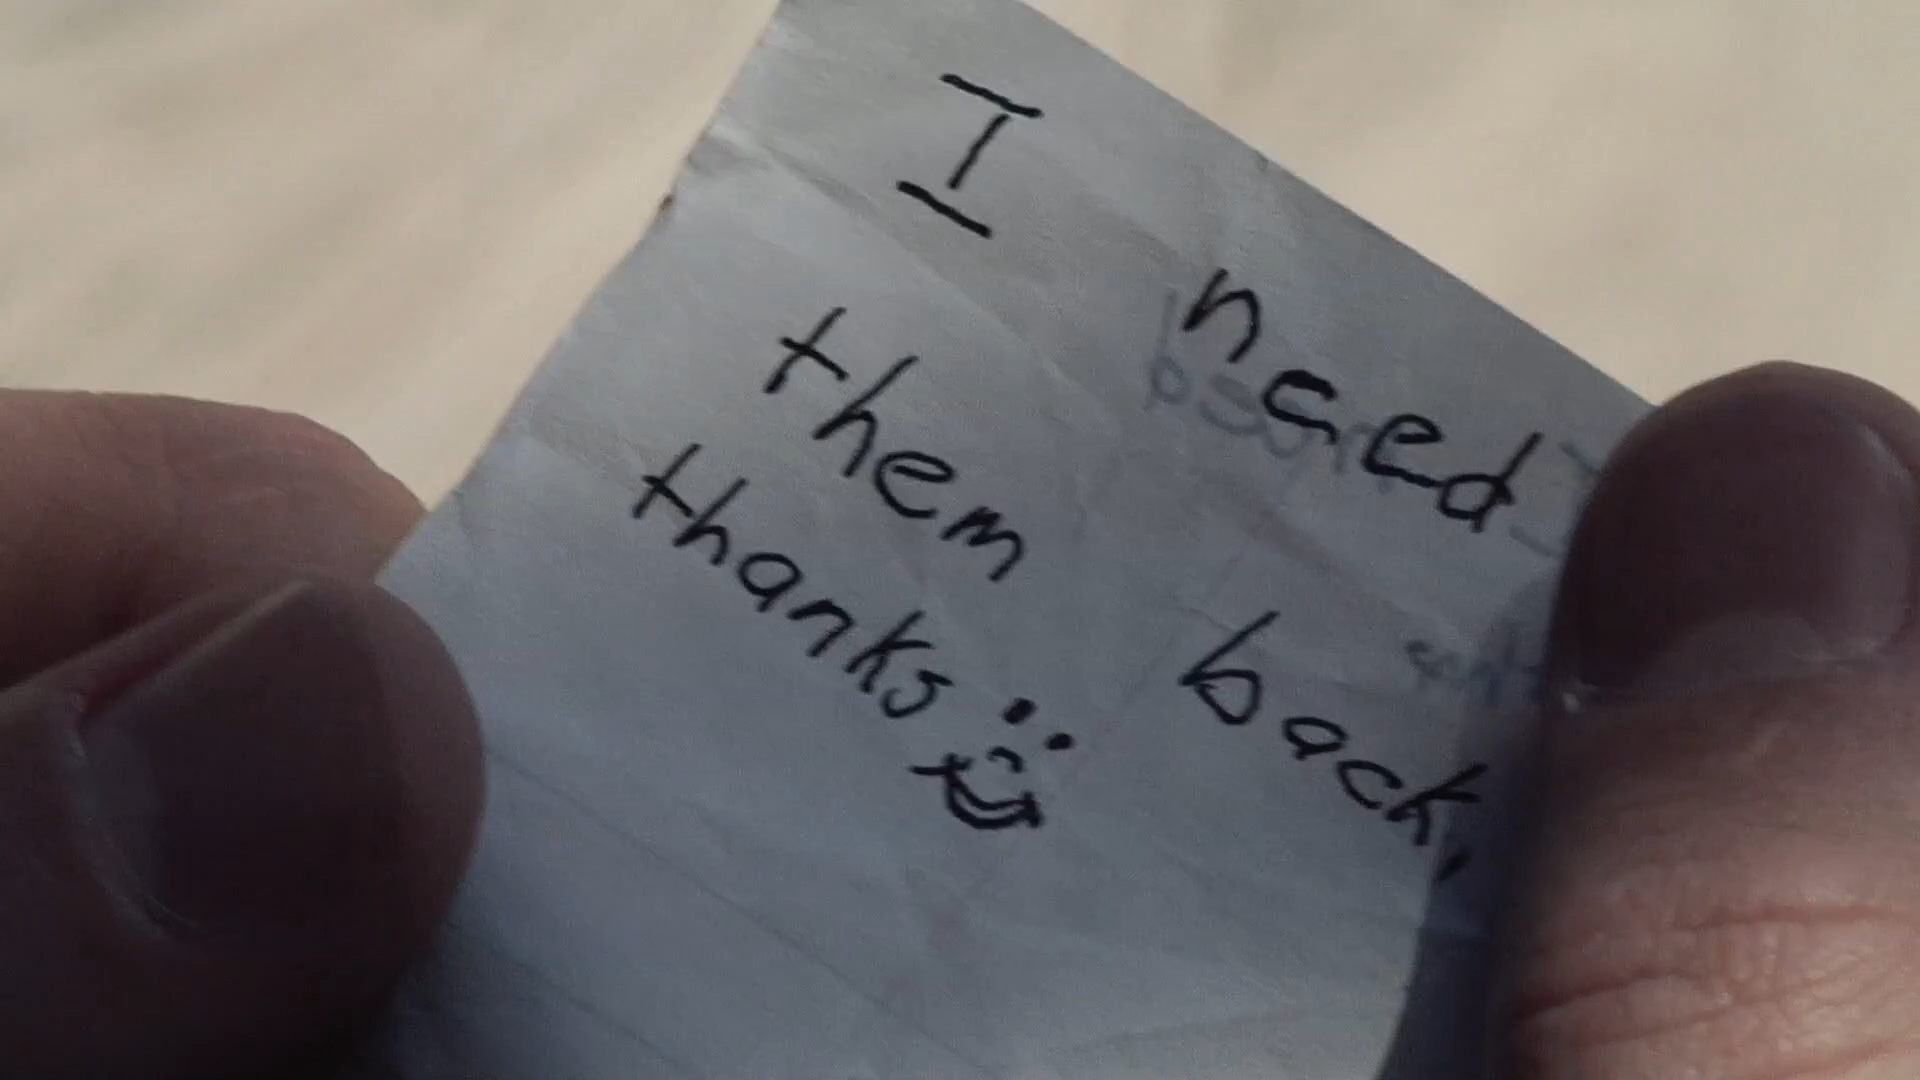 I need
them back,
thanks